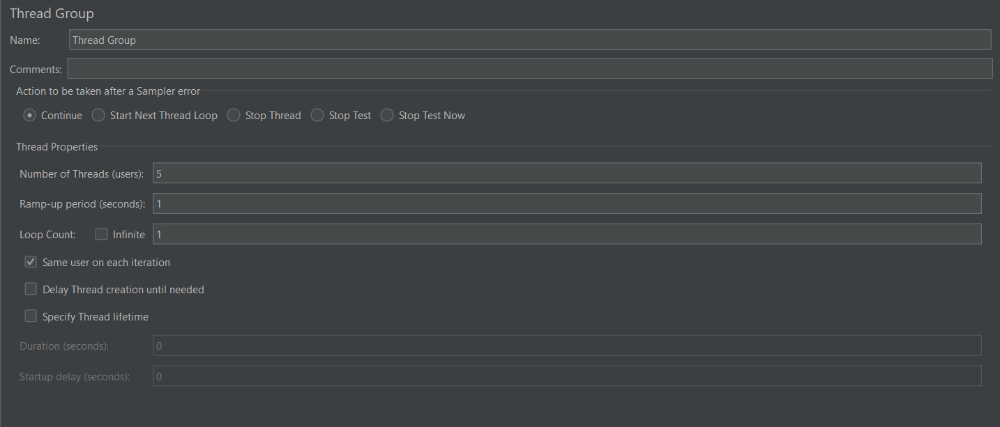 Thread Group
Name: Thread Group
Comments:
Action to be taken after a Sampler error
Continue Start Next Thread Loop Stop Thread Stop Test Stop Test Now
Thread Properties
Number of Threads (users): 5
Ramp-up period (seconds): 1
Loop Count: Infinite 1
Same user on each iteration
Delay Thread creation until needed
Specify Thread lifetime
Duration (seconds): 0
Startup delay (seconds): 0